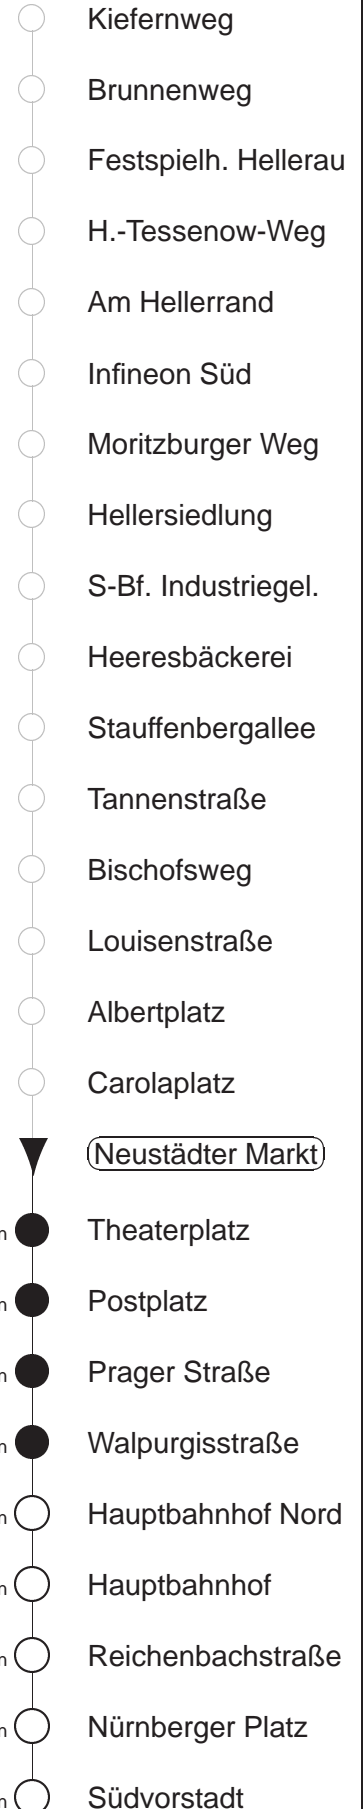 Kiefernweg
Brunnenweg
Festspielh. Hellerau
H.-Tessenow-Weg
Am Hellerrand
Infineon Süd
Moritzburger Weg
Hellersiedlung
S-Bf. Industriegel.
Heeresbäckerei
Stauffenbergallee
Tannenstraße
Bischofsweg
Louisenstraße
Albertplatz
Carolaplatz
Neustädter Markt
Theaterplatz
Postplatz
Prager Straße
Walpurgisstraße
Hauptbahnhof Nord
Hauptbahnhof
Reichenbachstraße
Nürnberger Platz
Südvorstadt